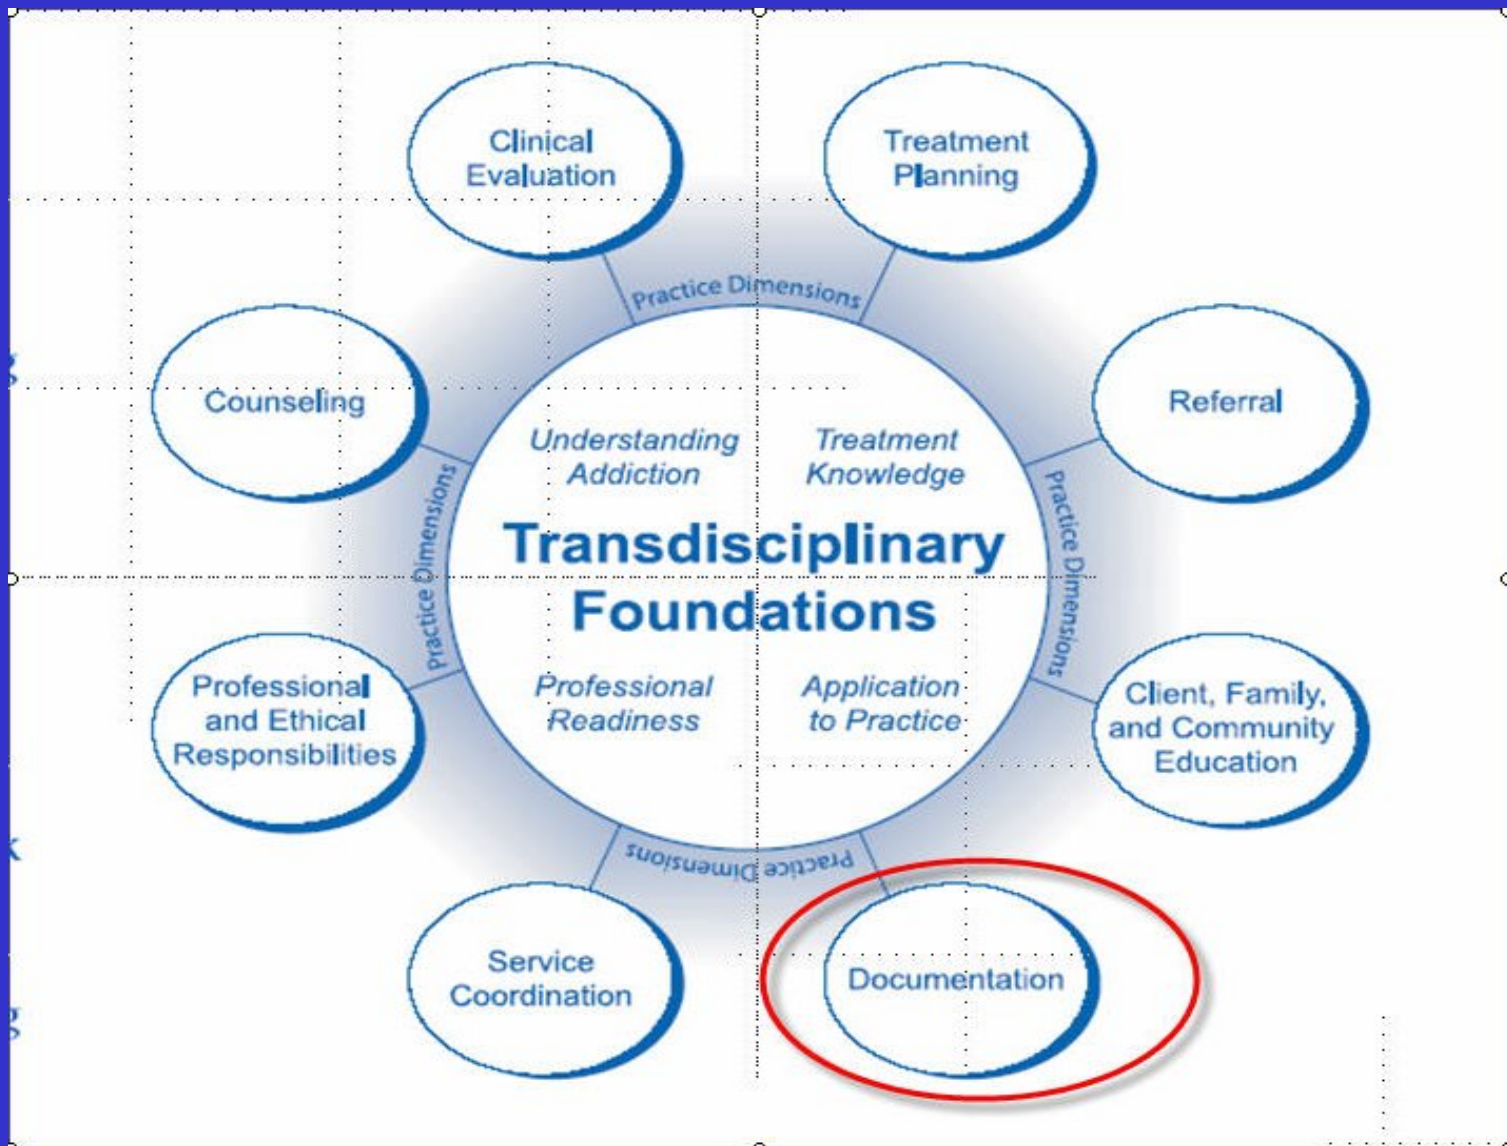 Clinical
Evaluation
Treatment
Planning
Practice Dimensions
Counseling
Referral
Understanding
Addiction
Treatment
Knowledge
Practice Dimensions
Practice Dimensions
Transdisciplinary
Foundations
Professional
Readiness
Application
to Practice
Professional
and Ethical
Responsibilities
Client, Family,
and Community
Education
Practice Dimensions
Service
Coordination
Documentation